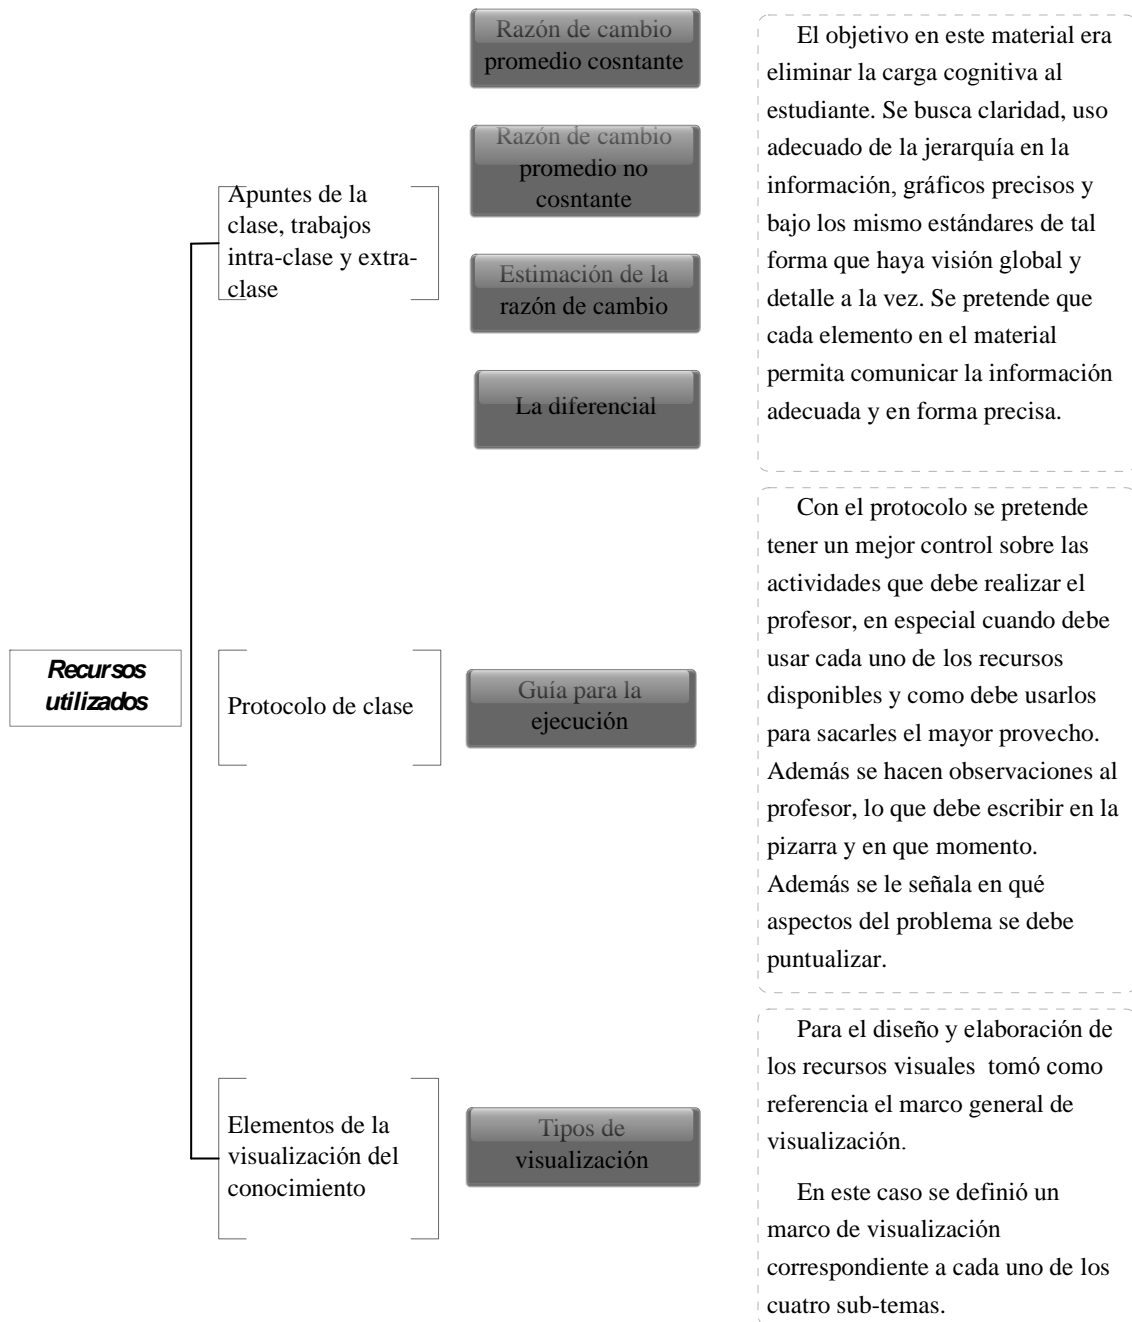 Recursos
utilizados
Apuntes de la
clase, trabajos
intra-clase y extra-
clase
Razón de cambio
promedio cosntante
Razón de cambio
promedio no
cosntante
Estimación de la
razón de cambio
La diferencial
El objetivo en este material era
eliminar la carga cognitiva al
estudiante. Se busca claridad, uso
adecuado de la jerarquía en la
información, gráficos precisos y
bajo los mismo estándares de tal
forma que haya visión global y
detalle a la vez. Se pretende que
cada elemento en el material
permita comunicar la información
adecuada y en forma precisa.
Protocolo de clase
Guía para la
ejecución
Con el protocolo se pretende
tener un mejor control sobre las
actividades que debe realizar el
profesor, en especial cuando debe
usar cada uno de los recursos
disponibles y como debe usarlos
para sacarles el mayor provecho.
Además se hacen observaciones al
profesor, lo que debe escribir en la
pizarra y en que momento.
Además se le señala en qué
aspectos del problema se debe
puntualizar.
Elementos de la
visualización del
conocimiento
Tipos de
visualización
Para el diseño y elaboración de
los recursos visuales tomó como
referencia el marco general de
visualización.
En este caso se definió un
marco de visualización
correspondiente a cada uno de los
cuatro sub-temas.